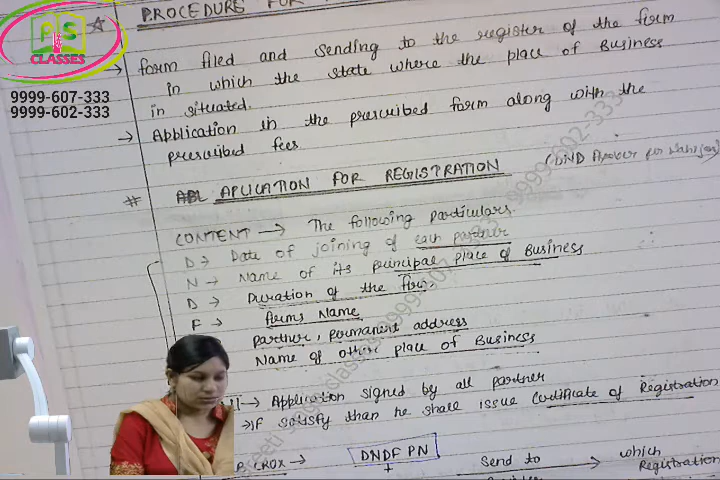 PROCEDURE FOR
PS
CLASSES
9999-607-333
9999-602-333
→ form filed and sending to the register of the firm
in which the state where the place of Business
in situated.
→ Application in the prescribed form along with the
prescribed fees
# APLICATION FOR REGISTRATION
CONTENT → The following particulars.
D → Date of joining of each partner
N → Name of its principal place of Business
D → Duration of the firm.
F → firms Name
partner, permanent address
Name of other place of Business
→ Application signed by all partner
→ If satisfy than he shall issue Certificate of Registration
→ DNDF PN
send to → which
Registration